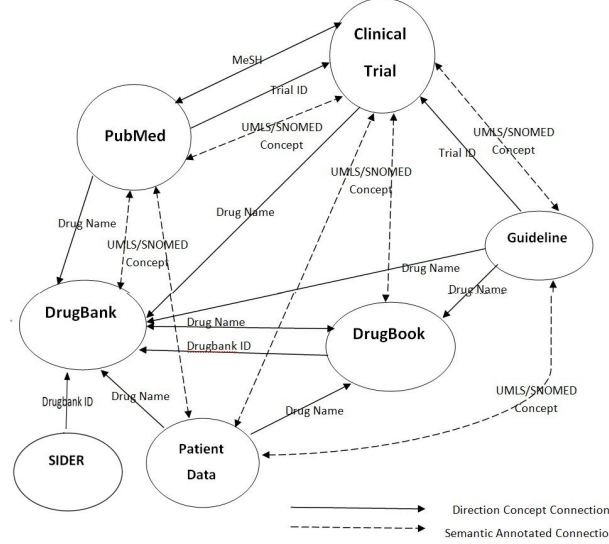 Clinical
Trial
MeSH
Trial ID
PubMed
UMLS/SNOMED
Concept
UMLS/SNOMED
Concept
Trial ID
UMLS/SNOMED
Concept
Drug Name
Drug Name
UMLS/SNOMED
Concept
Guideline
Drug Name
Drug Name
DrugBank
Drug Name
DrugBook
Drugbank ID
Drugbank ID
Drug Name
Drug Name
UMLS/SNOMED
Concept
SIDER
Patient
Data
Direction Concept Connection
Semantic Annotated Connectio